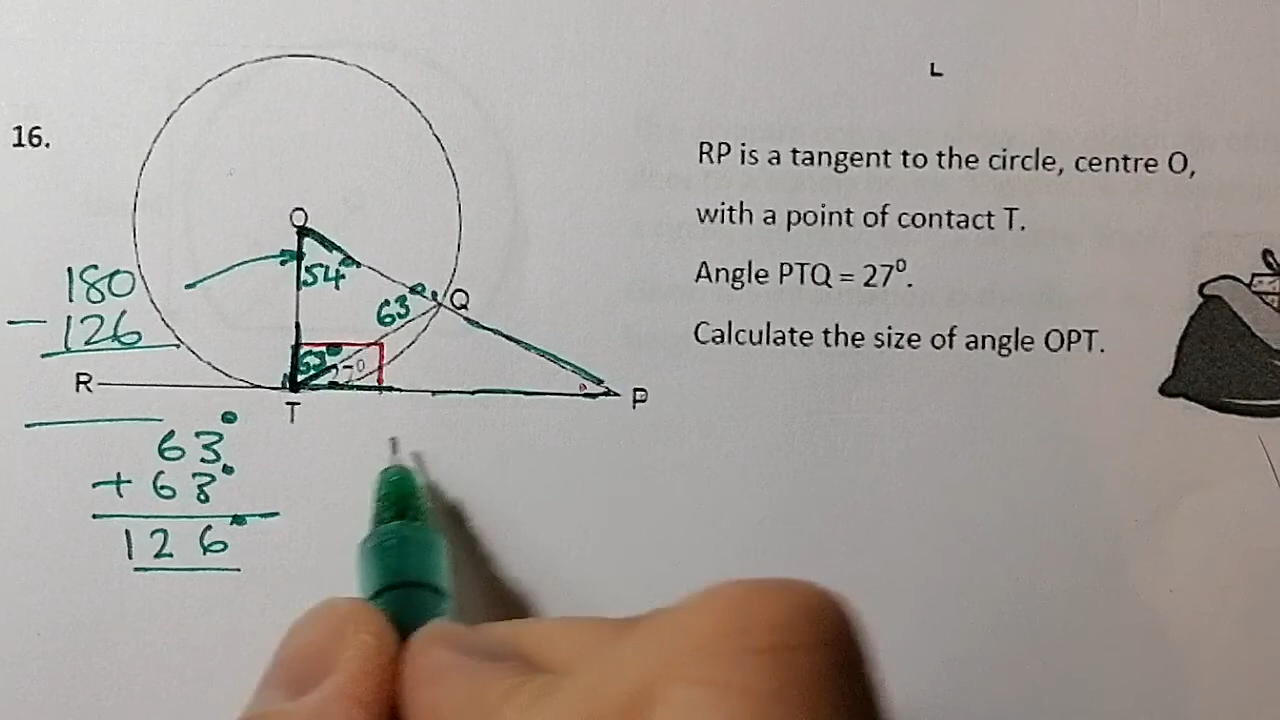 16.
RP is a tangent to the circle, centre O,
with a point of contact T.
Angle PTQ = 27⁰.
Calculate the size of angle OPT.
O
54°
63°
Q
63°
R
T
P
180
- 126
63°
+ 63°
126°